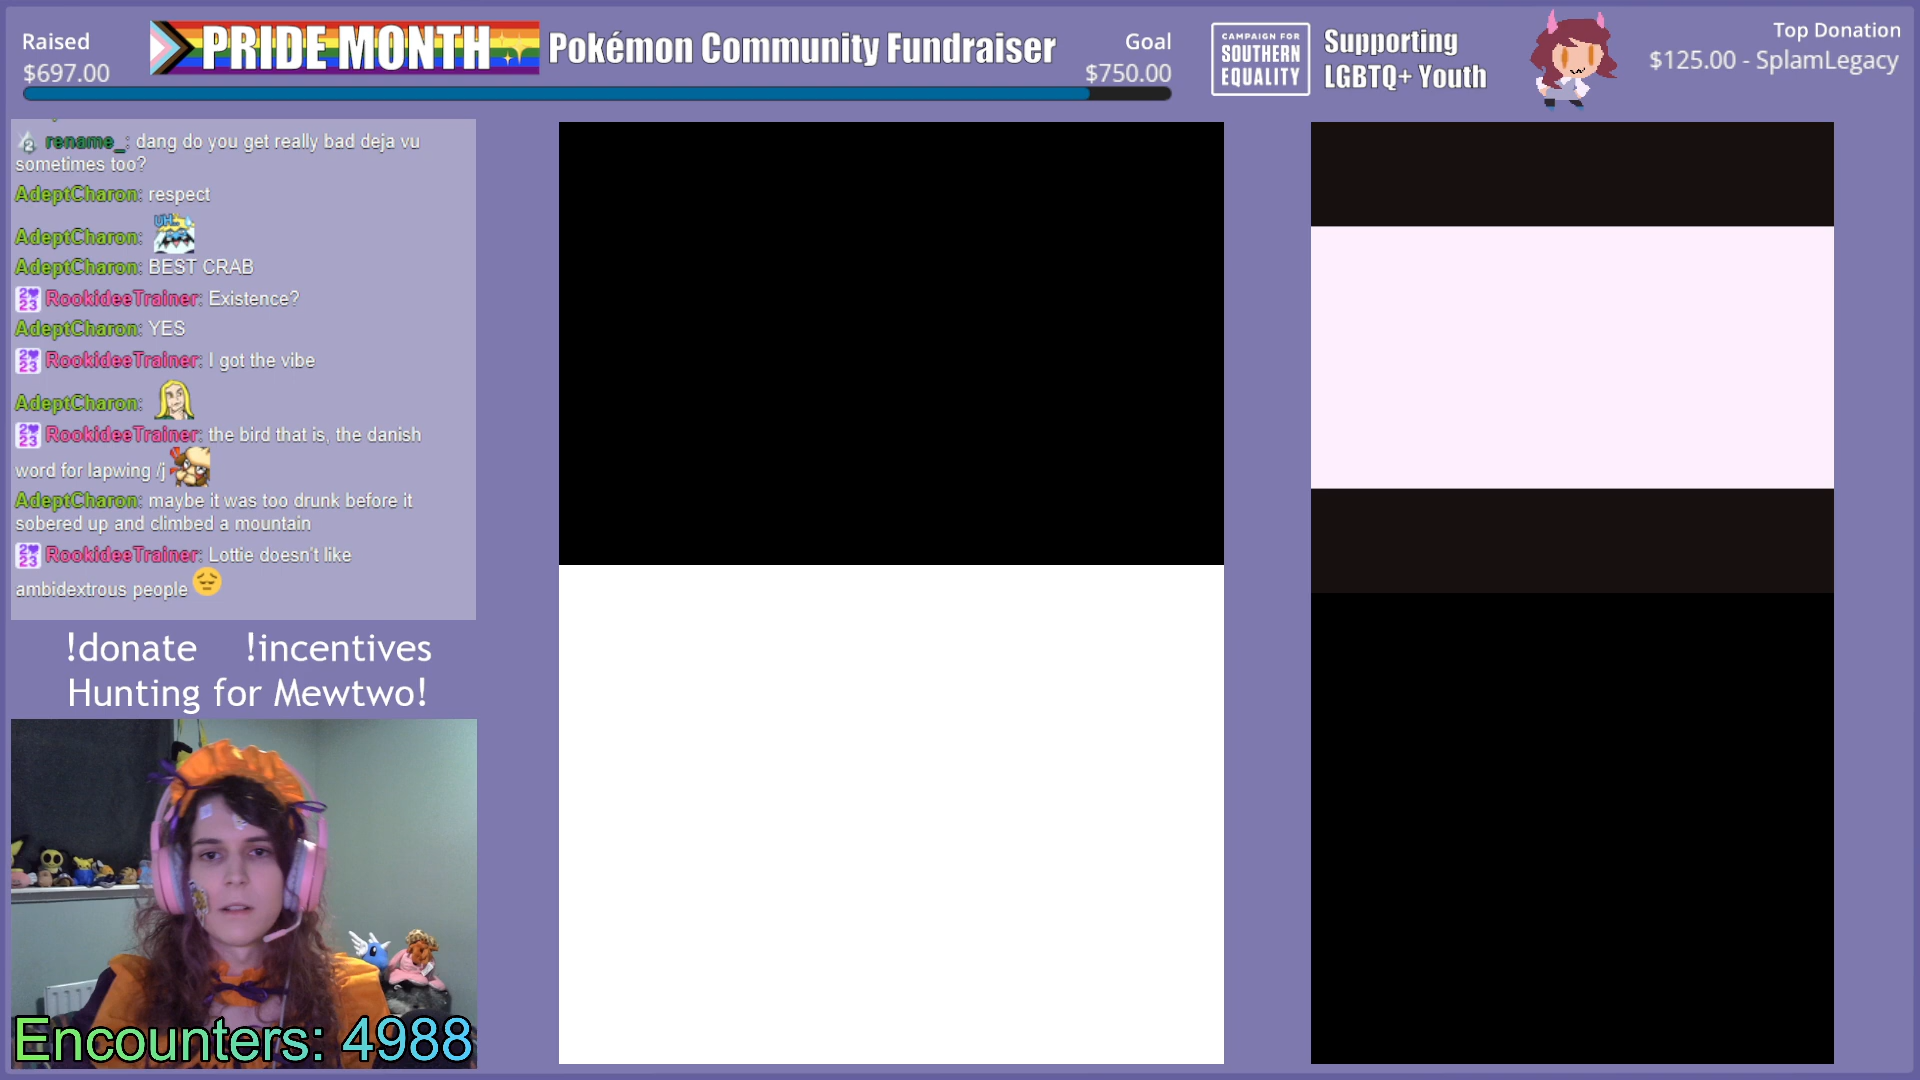 Raised
$697.00
PRIDE MONTH Pokémon Community Fundraiser
Goal
$750.00
CAMPAIGN FOR
SOUTHERN
EQUALITY
Supporting
LGBTQ+ Youth
Top Donation
$125.00 - SplamLegacy
rename_: dang do you get really bad deja vu
sometimes too?
AdeptCharon: respect
AdeptCharon: UH..
AdeptCharon: BEST CRAB
RookideeTrainer: Existence?
AdeptCharon: YES
RookideeTrainer: I got the vibe
AdeptCharon:
RookideeTrainer: the bird that is, the danish
word for lapwing /j
AdeptCharon: maybe it was too drunk before it
sobered up and climbed a mountain
RookideeTrainer: Lottie doesn't like
ambidextrous people
!donate !incentives
Hunting for Mewtwo!
Encounters: 4988